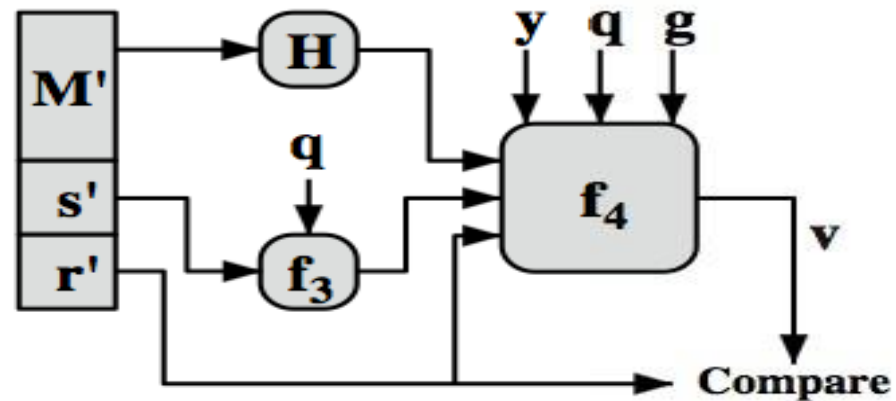 y q g
M' H
q
s' f₃ f₄ v
r'
Compare